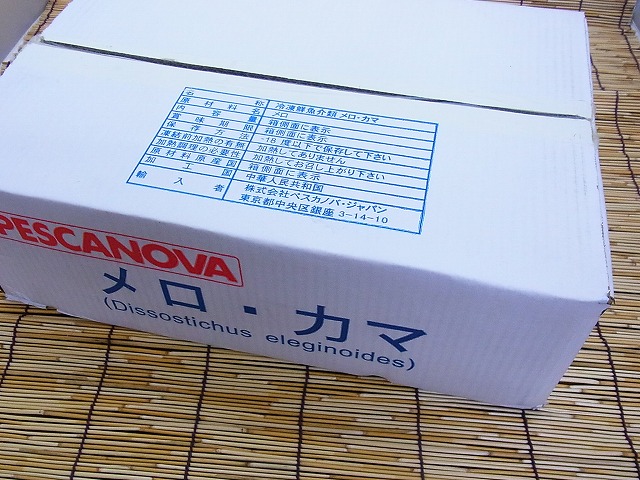 名 称 冷凍鮮魚介類 メロ・カマ
原 材 料 名 メロ
内 容 量 箱側面に表示
賞 味 期 限 箱側面に表示
保 存 方 法 -18度以下で保存して下さい
凍結前加熱の有無 加熱してありません
加熱調理の必要性 加熱してお召し上がり下さい
原材料原産国 箱側面に表示
加 工 国 中華人民共和国
輸 入 者 株式会社ペスカノバ・ジャパン
東京都中央区銀座 3-14-10
PESCANOVA
メロ・カマ
(Dissostichus eleginoides)